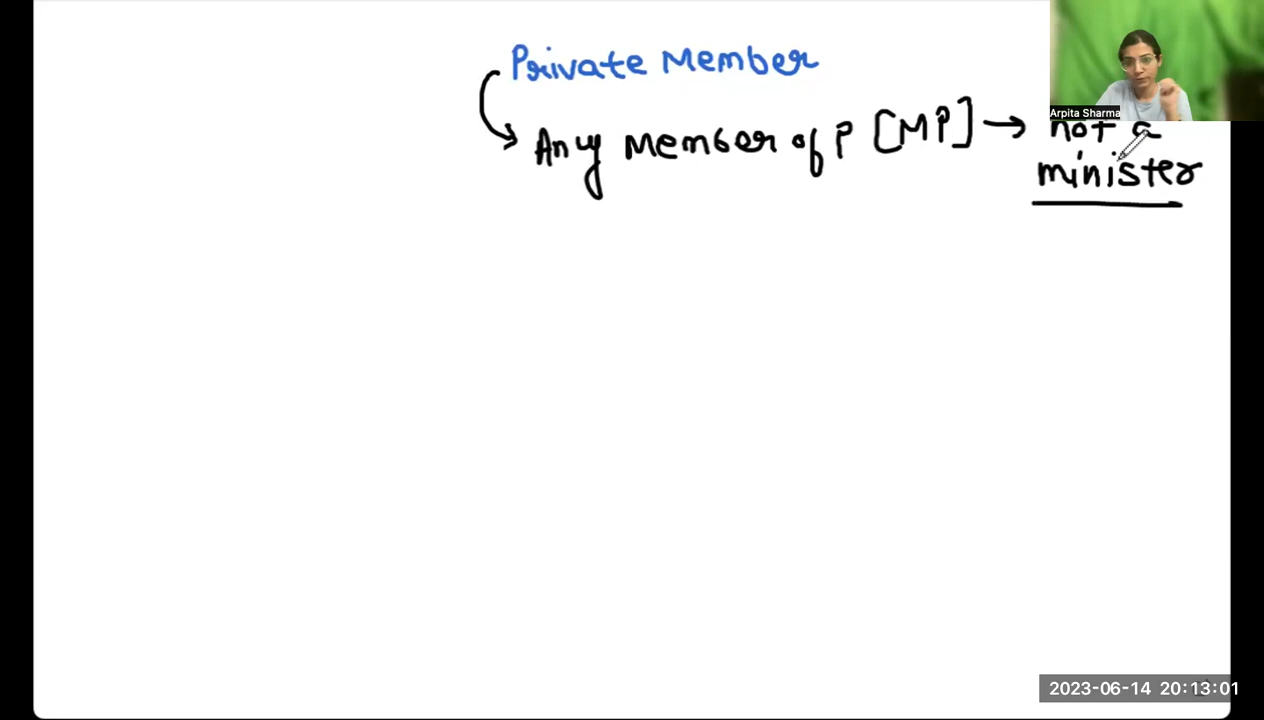 Private Member
Any Member of P [MP] → not a
minister
Arpita Sharma
2023-06-14 20:13:01